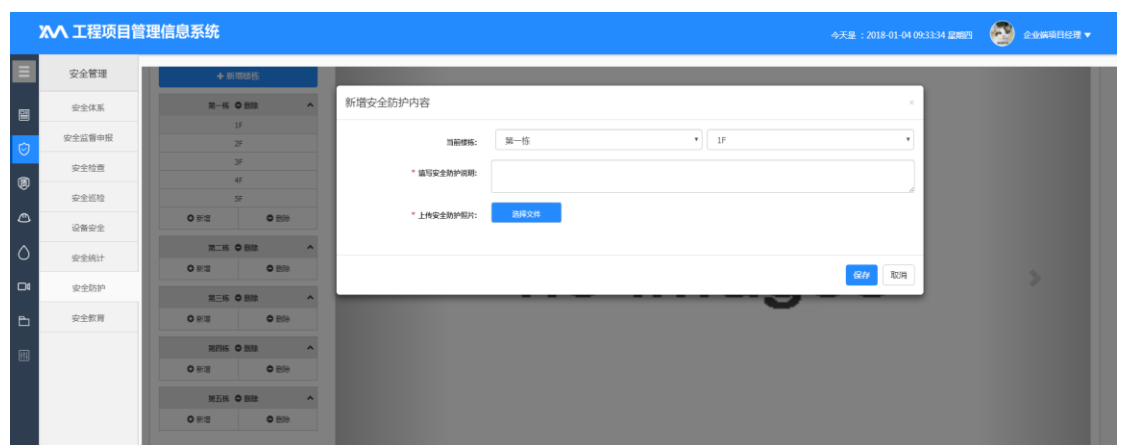 工程项目管理信息系统
今天是 ：2018-01-04 09:33:34 星期四
企业端项目经理
安全管理
安全体系
安全监督申报
安全检查
安全巡检
设备安全
安全统计
安全防护
安全教育
新增楼栋
第一栋 删除
1F
2F
3F
4F
5F
新增 删除
第二栋 删除
新增 删除
第三栋 删除
新增 删除
第四栋 删除
新增 删除
第五栋 删除
新增 删除
新增安全防护内容
×
当前楼栋: 第一栋 1F
* 填写安全防护说明:
* 上传安全防护照片: 选择文件
保存 取消